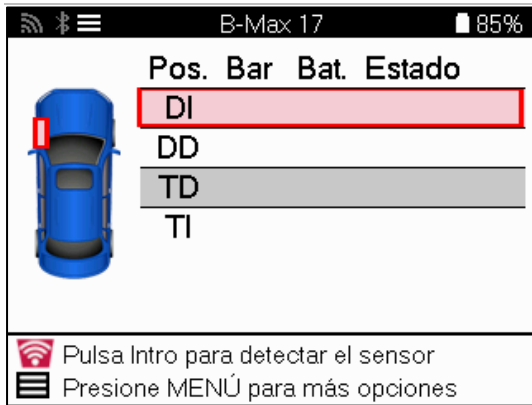 B-Max 17 85%
Pos. Bar Bat. Estado
DI
DD
TD
TI
Pulsa Intro para detectar el sensor
Presione MENÚ para más opciones